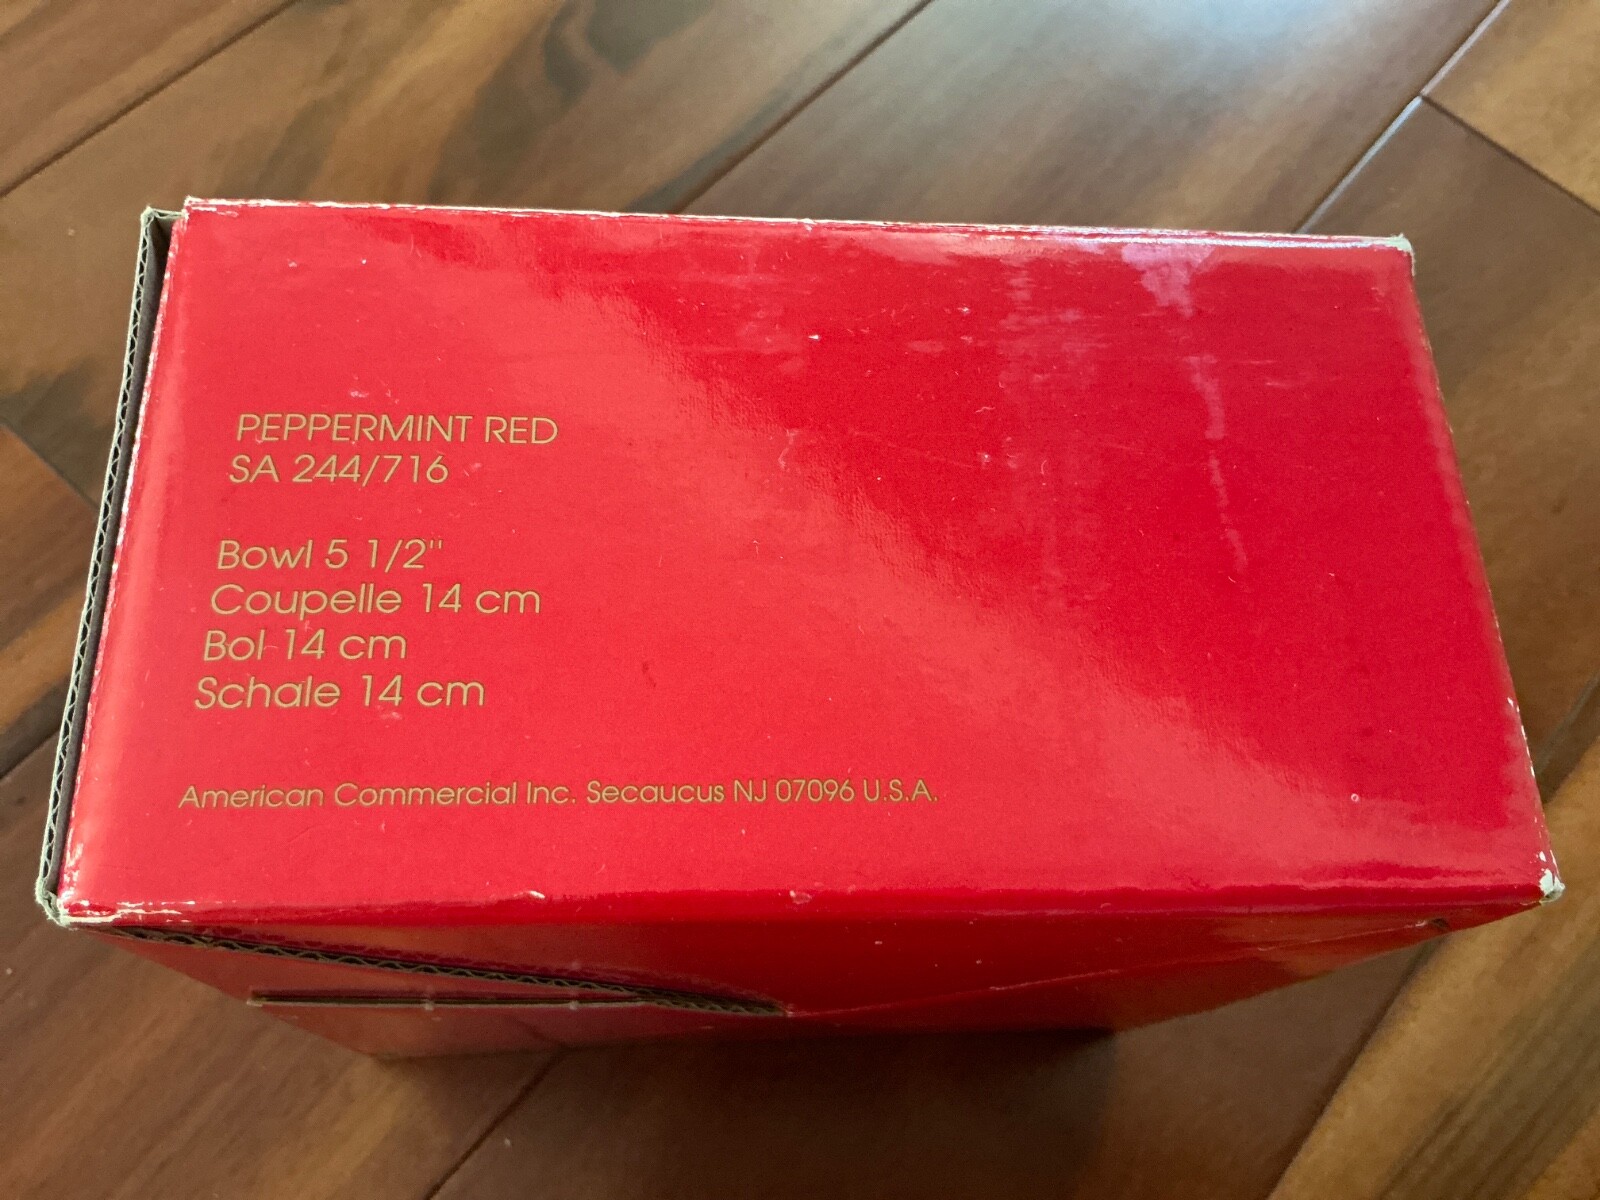 PEPPERMINT RED
SA 244/716
Bowl 5 1/2"
Coupelle 14 cm
Bol 14 cm
Schale 14 cm
American Commercial Inc. Secaucus NJ 07096 U.S.A.